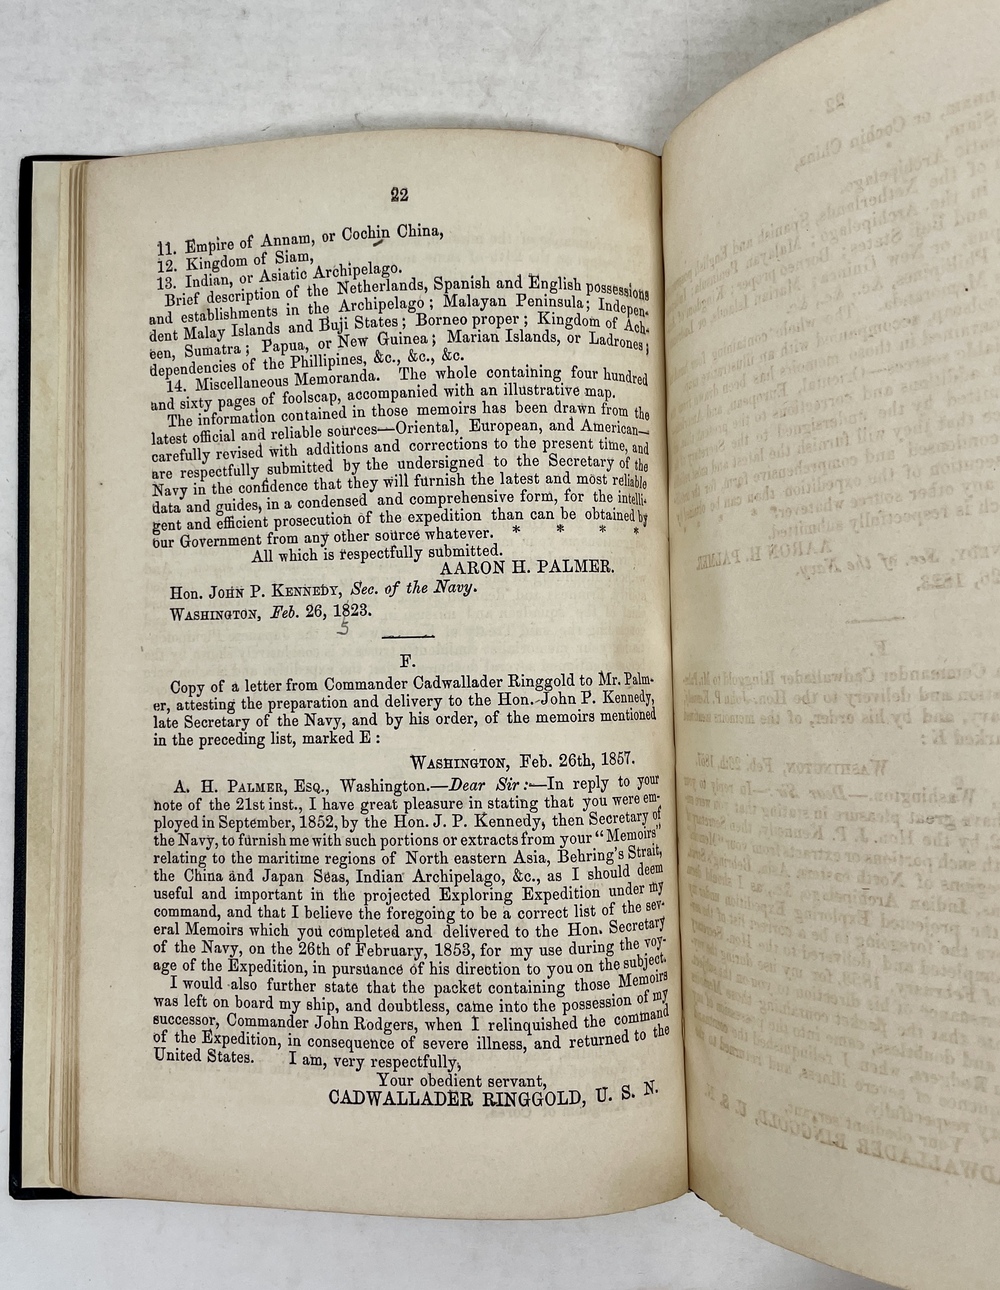 22
11. Empire of Annam, or Cochin China,
12. Kingdom of Siam,
13. Indian, or Asiatic Archipelago.
Brief description of the Netherlands, Spanish and English possessions
and establishments in the Archipelago; Malayan Peninsula; Indepen-
dent Malay Islands and Buji States; Borneo proper; Kingdom of Ach-
een, Sumatra; Papua, or New Guinea; Marian Islands, or Ladrones;
dependencies of the Phillipines, &c., &c., &c.
14. Miscellaneous Memoranda. The whole containing four hundred
and sixty pages of foolscap, accompanied with an illustrative map.
The information contained in those memoirs has been drawn from the
latest official and reliable sources—Oriental, European, and American—
carefully revised with additions and corrections to the present time, and
are respectfully submitted by the undersigned to the Secretary of the
Navy in the confidence that they will furnish the latest and most reliable
data and guides, in a condensed and comprehensive form, for the intelli-
gent and efficient prosecution of the expedition than can be obtained by
our Government from any other source whatever. * * * *
All which is respectfully submitted.
AARON H. PALMER.
Hon. John P. Kennedy, Sec. of the Navy.
Washington, Feb. 26, 1823.
5
F.
Copy of a letter from Commander Cadwallader Ringgold to Mr. Palm-
er, attesting the preparation and delivery to the Hon. John P. Kennedy,
late Secretary of the Navy, and by his order, of the memoirs mentioned
in the preceding list, marked E:
Washington, Feb. 26th, 1857.
A. H. Palmer, Esq., Washington.—Dear Sir:—In reply to your
note of the 21st inst., I have great pleasure in stating that you were em-
ployed in September, 1852, by the Hon. J. P. Kennedy, then Secretary of
the Navy, to furnish me with such portions or extracts from your "Memoirs"
relating to the maritime regions of North eastern Asia, Behring's Strait,
the China and Japan Seas, Indian Archipelago, &c., as I should deem
useful and important in the projected Exploring Expedition under my
command, and that I believe the foregoing to be a correct list of the sev-
eral Memoirs which you completed and delivered to the Hon. Secretary
of the Navy, on the 26th of February, 1853, for my use during the voy-
age of the Expedition, in pursuance of his direction to you on the subject.
I would also further state that the packet containing those Memoirs
was left on board my ship, and doubtless, came into the possession of my
successor, Commander John Rodgers, when I relinquished the command
of the Expedition, in consequence of severe illness, and returned to the
United States. I am, very respectfully,
Your obedient servant,
CADWALLADER RINGGOLD, U. S. N.